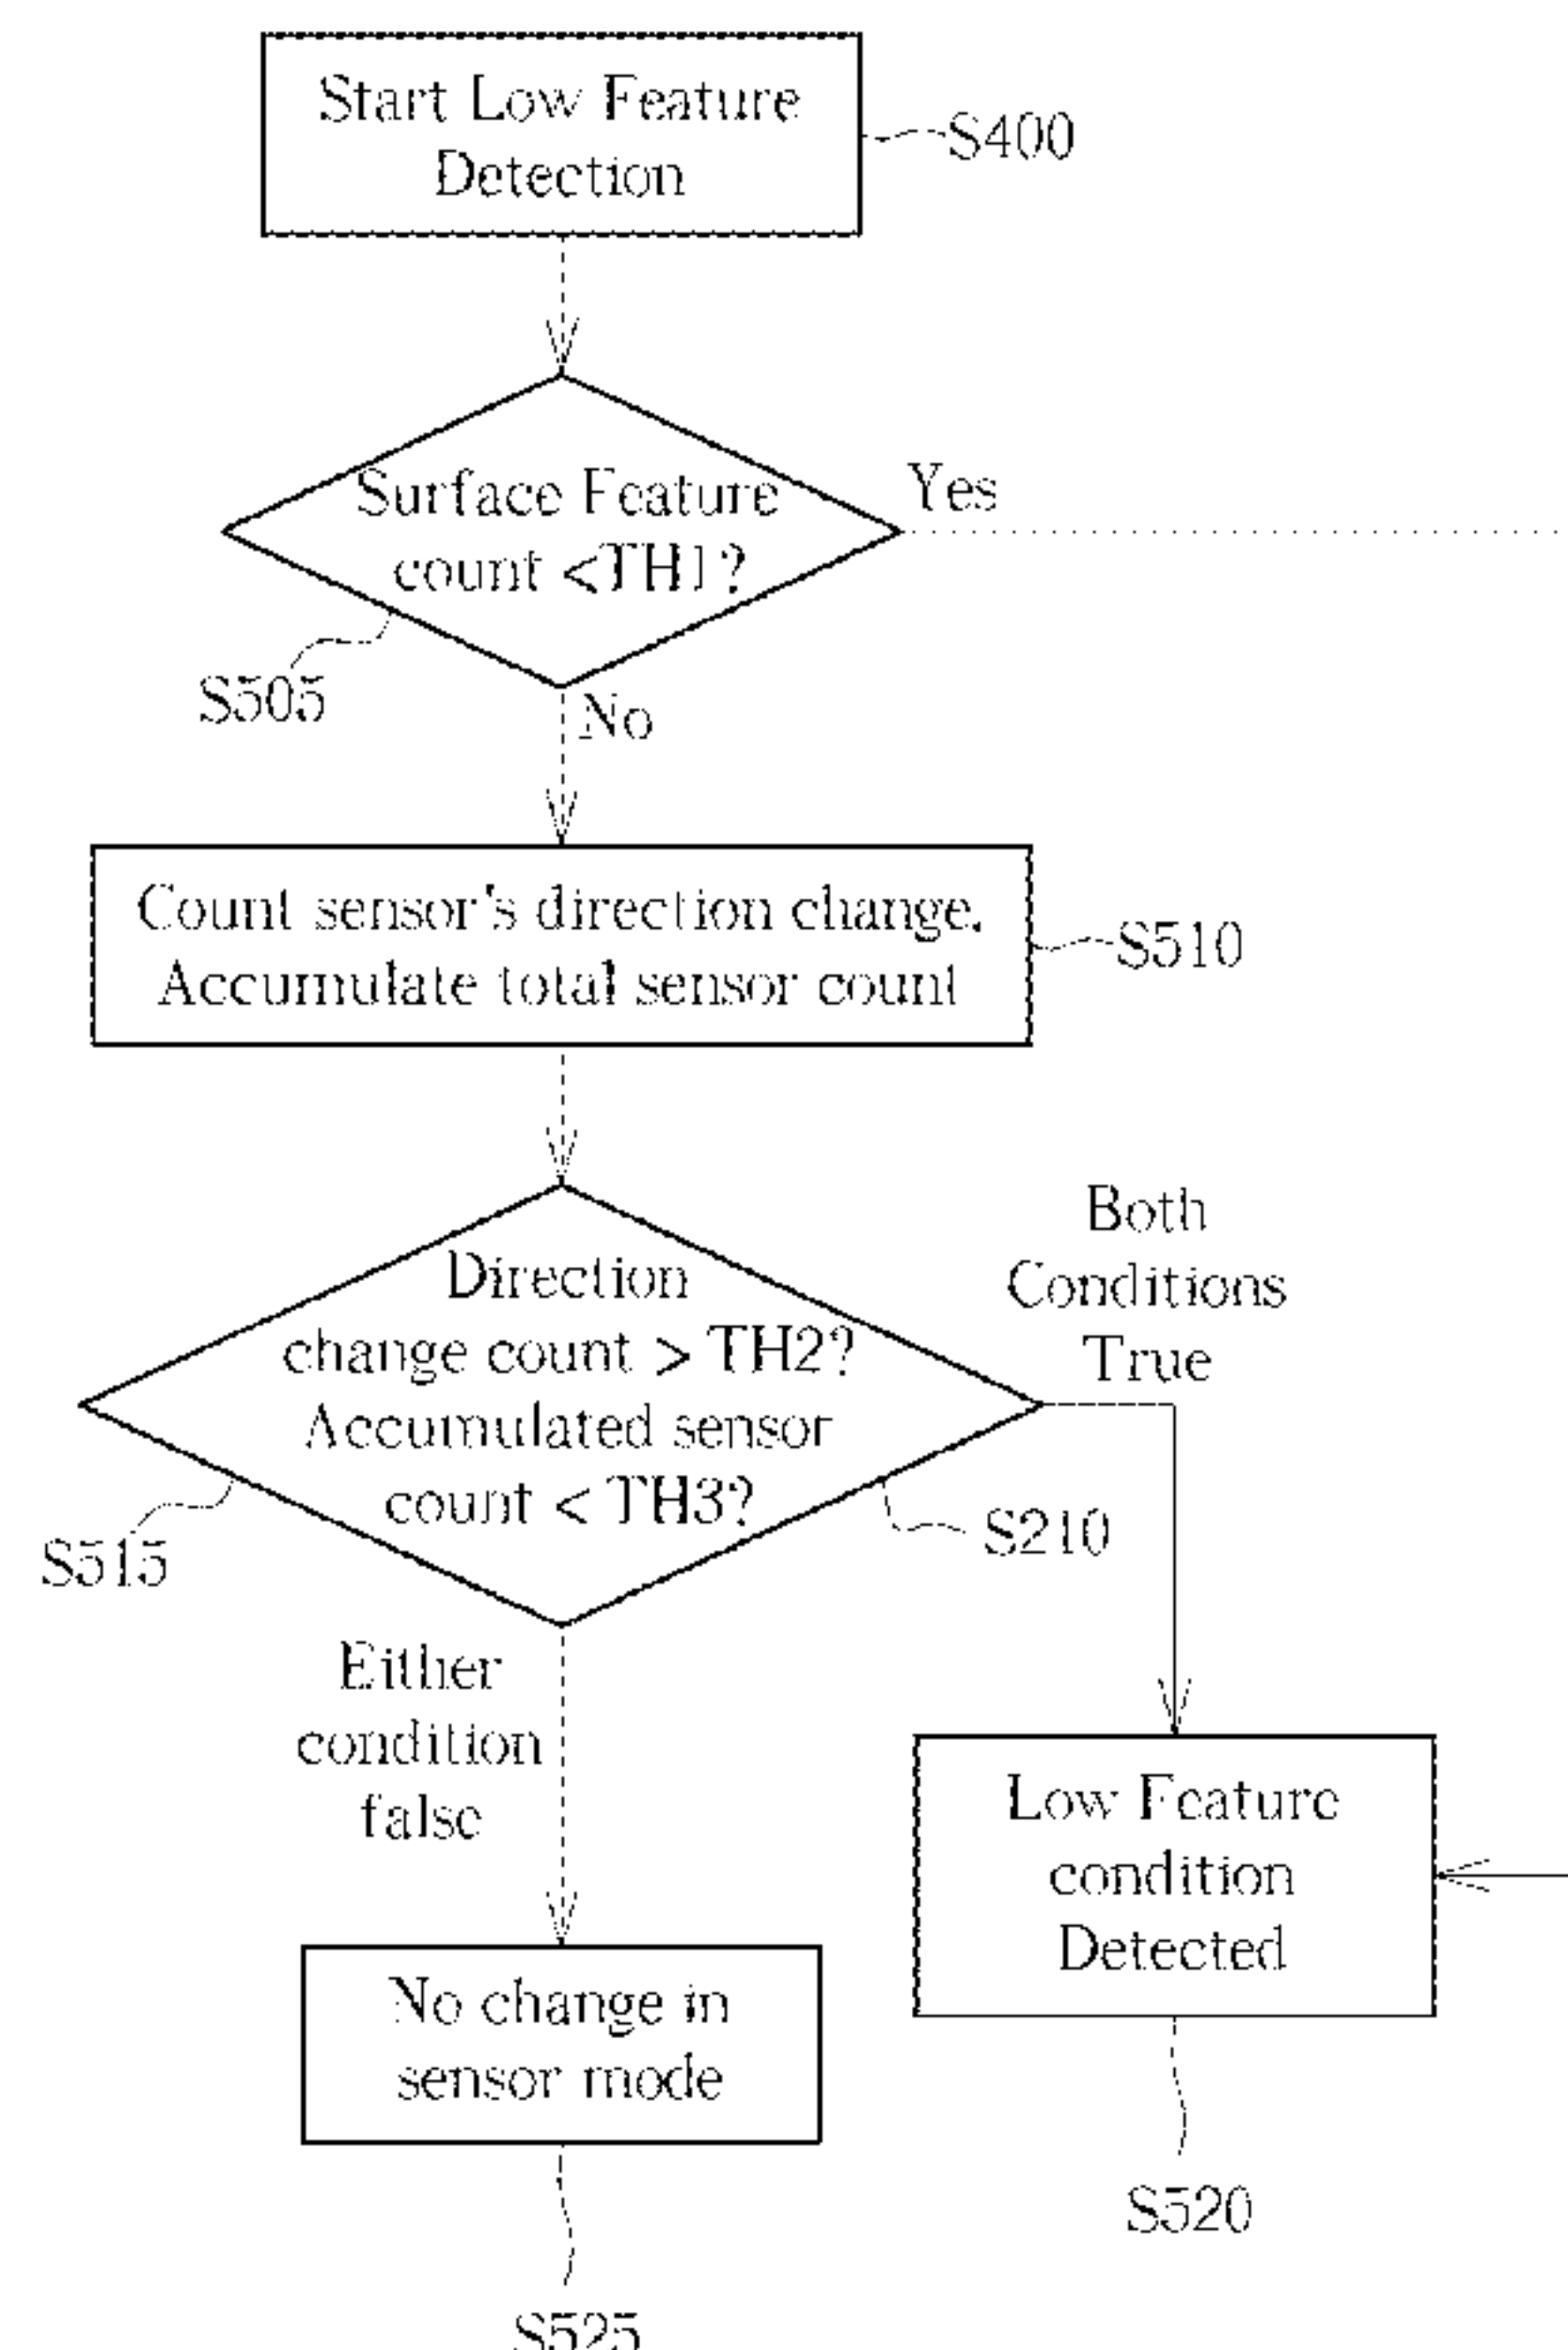 Start Low Feature
Detection
S400
Surface Feature
count <TH1?
Yes
S505
No
Count sensor's direction change.
Accumulate total sensor count
S510
Direction
change count > TH2?
Accumulated sensor
count < TH3?
Both
Conditions
True
S515
S210
Either
condition
false
Low Feature
condition
Detected
No change in
sensor mode
S520
S525